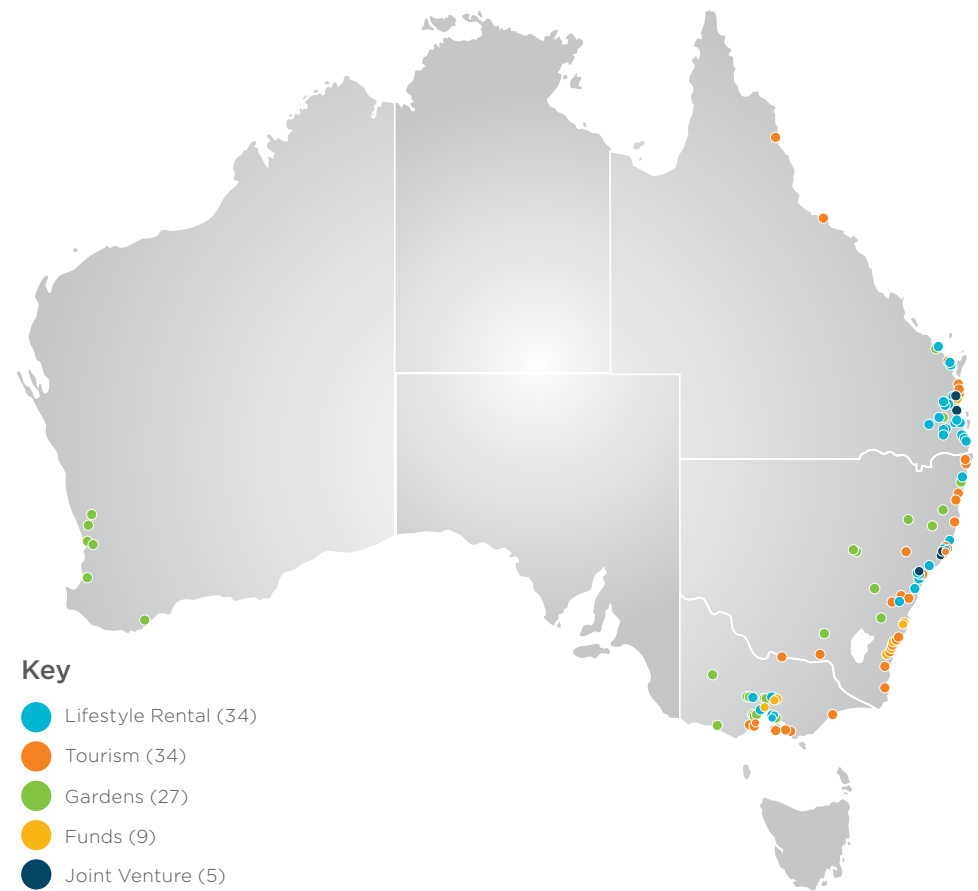 Key
Lifestyle Rental (34)
Tourism (34)
Gardens (27)
Funds (9)
Joint Venture (5)